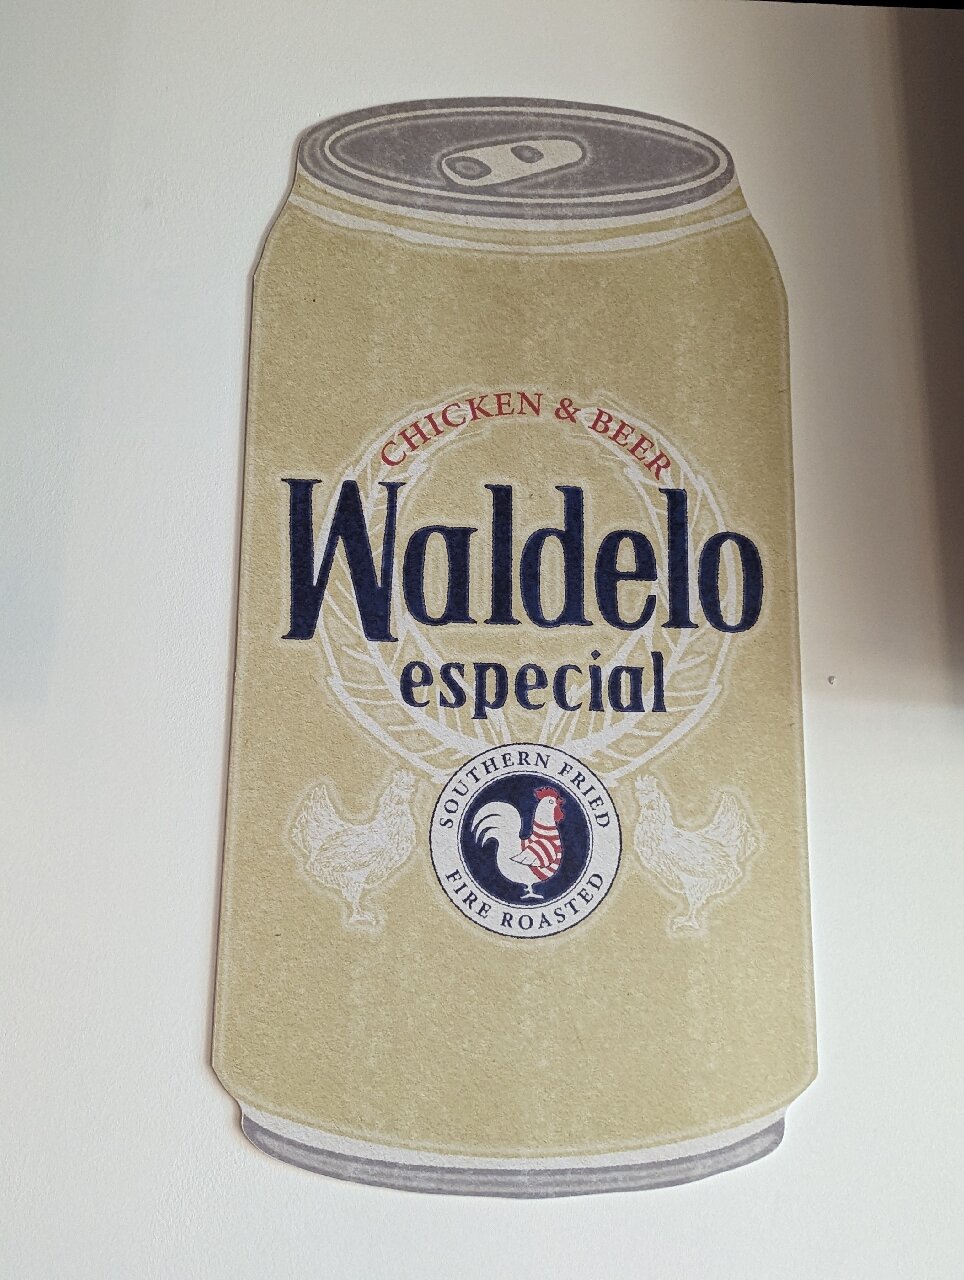 CHICKEN & BEER
Waldelo
especial
SOUTHERN FRIED
FIRE ROASTED